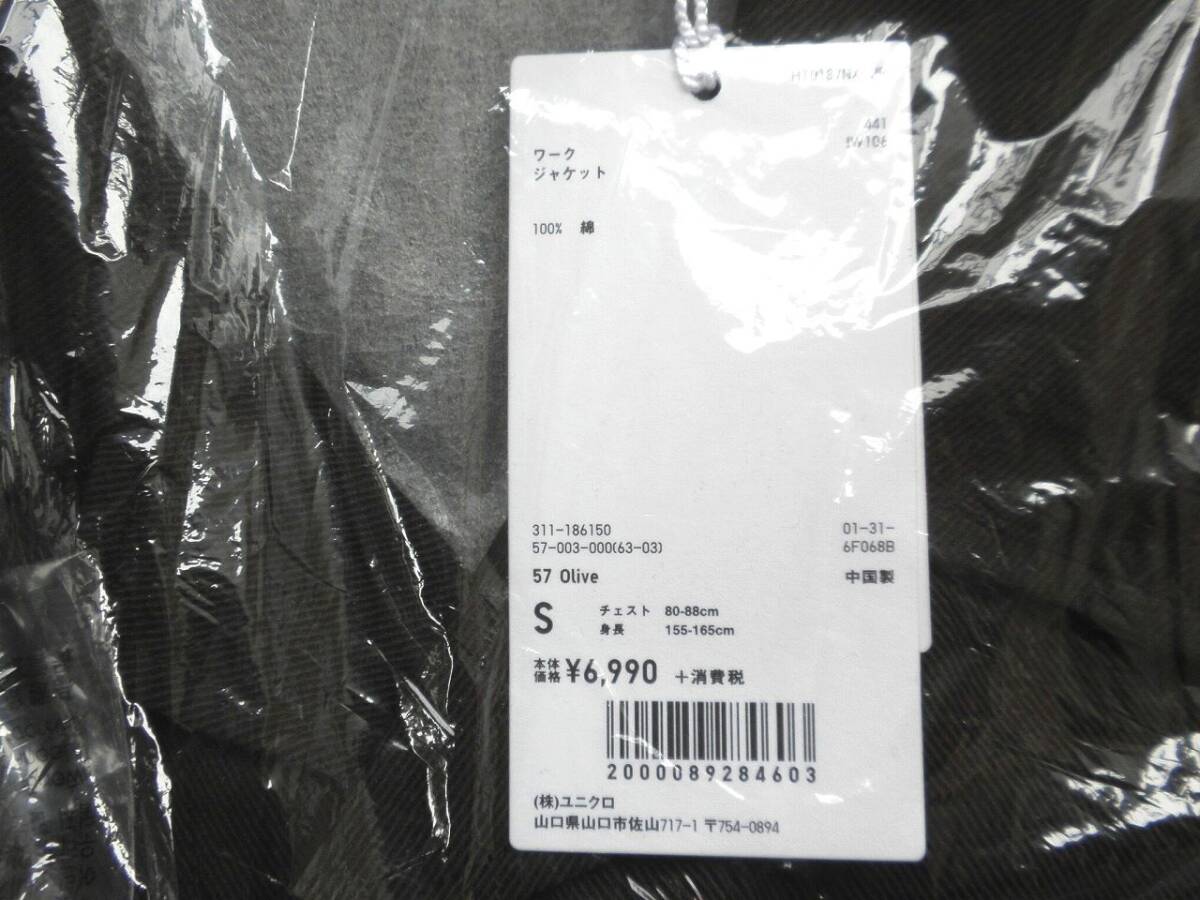 441
ワーク
ジャケット
100% 綿
311-186150
01-31-
57-003-000(63-03)
6F068B
57 Olive
中国製
S
チェスト 80-88cm
身長 155-165cm
本体
価格 ¥6,990 +消費税
2000089284603
(株)ユニクロ
山口県山口市佐山717-1 〒754-0894